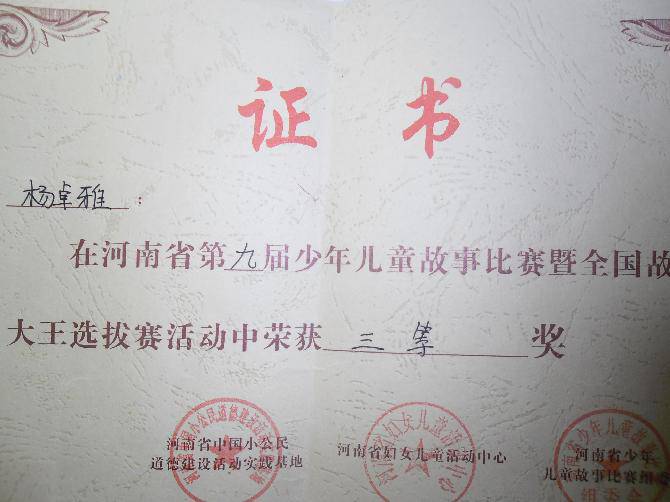 证书
杨卓雅：
在河南省第九届少年儿童故事比赛暨全国故
大王选拔赛活动中荣获三等奖
河南省中国小公民
道德建设活动实践基地
河南省妇女儿童活动中心
河南省少年
儿童故事比赛组